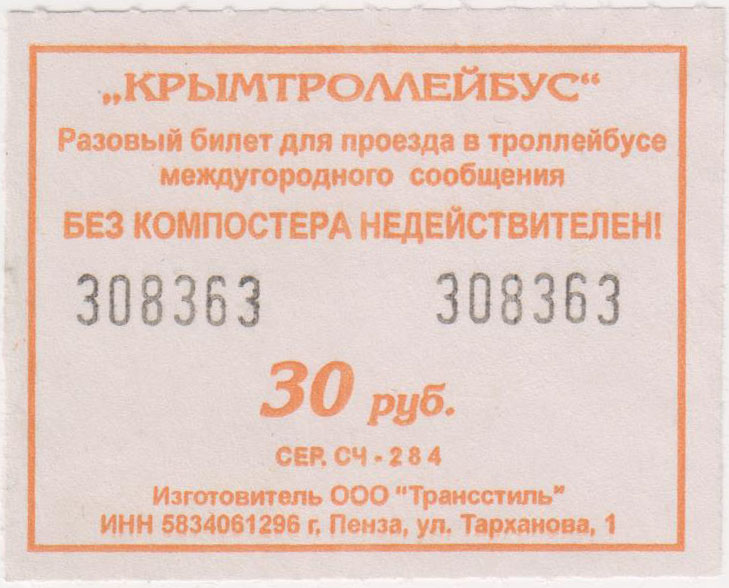 „КРЫМТРОЛЛЕЙБУС“
Разовый билет для проезда в троллейбусе
междугородного сообщения
БЕЗ КОМПОСТЕРА НЕДЕЙСТВИТЕЛЕН!
308363 308363
30 руб.
СЕР. СЧ - 284
Изготовитель ООО "Трансстиль"
ИНН 5834061296 г. Пенза, ул. Тарханова, 1